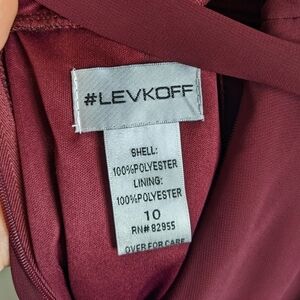 #LEVKOFF
SHELL:
100%POLYESTER
LINING:
100%POLYESTER
10
RN# 82955
OVER FOR CARE